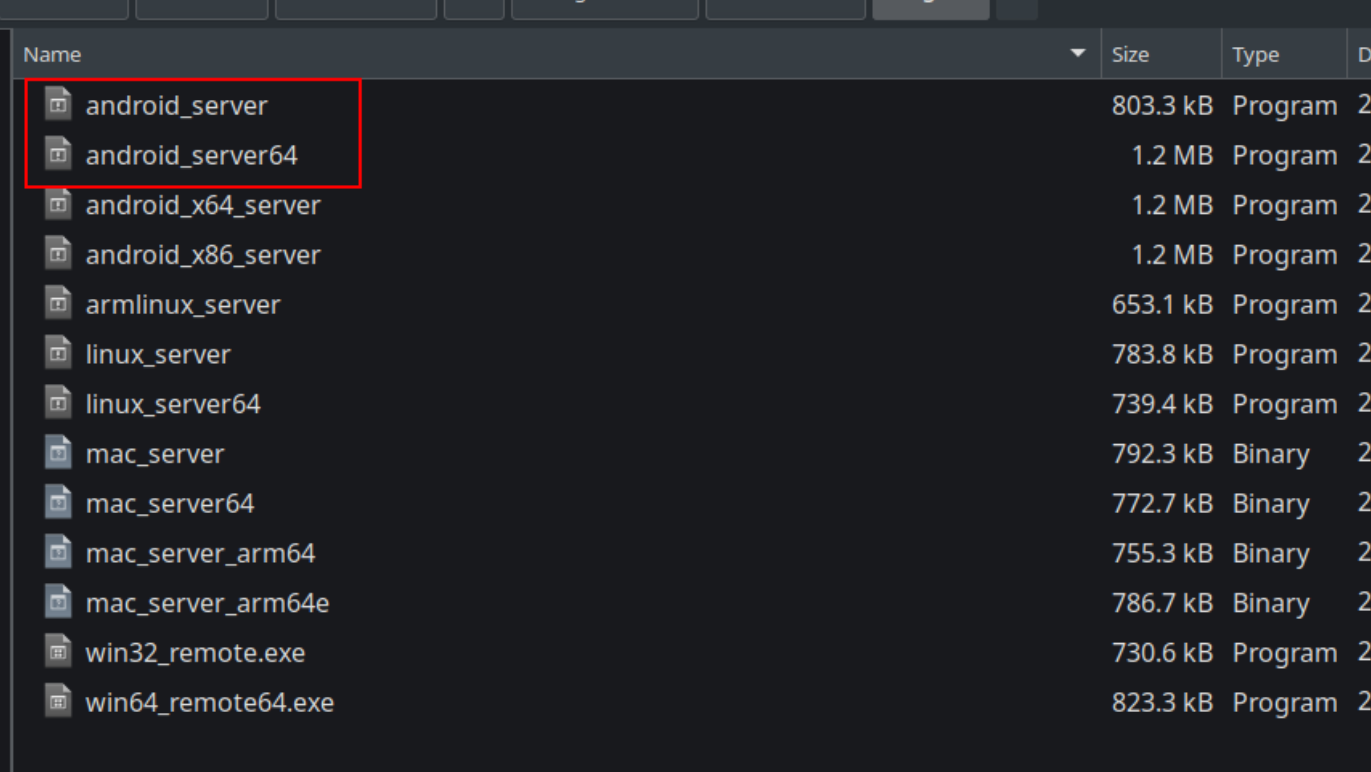 Name Size Type
android_server 803.3 kB Program 2
android_server64 1.2 MB Program 2
android_x64_server 1.2 MB Program 2
android_x86_server 1.2 MB Program 2
armlinux_server 653.1 kB Program 2
linux_server 783.8 kB Program 2
linux_server64 739.4 kB Program 2
mac_server 792.3 kB Binary 2
mac_server64 772.7 kB Binary 2
mac_server_arm64 755.3 kB Binary 2
mac_server_arm64e 786.7 kB Binary 2
win32_remote.exe 730.6 kB Program 2
win64_remote64.exe 823.3 kB Program 2